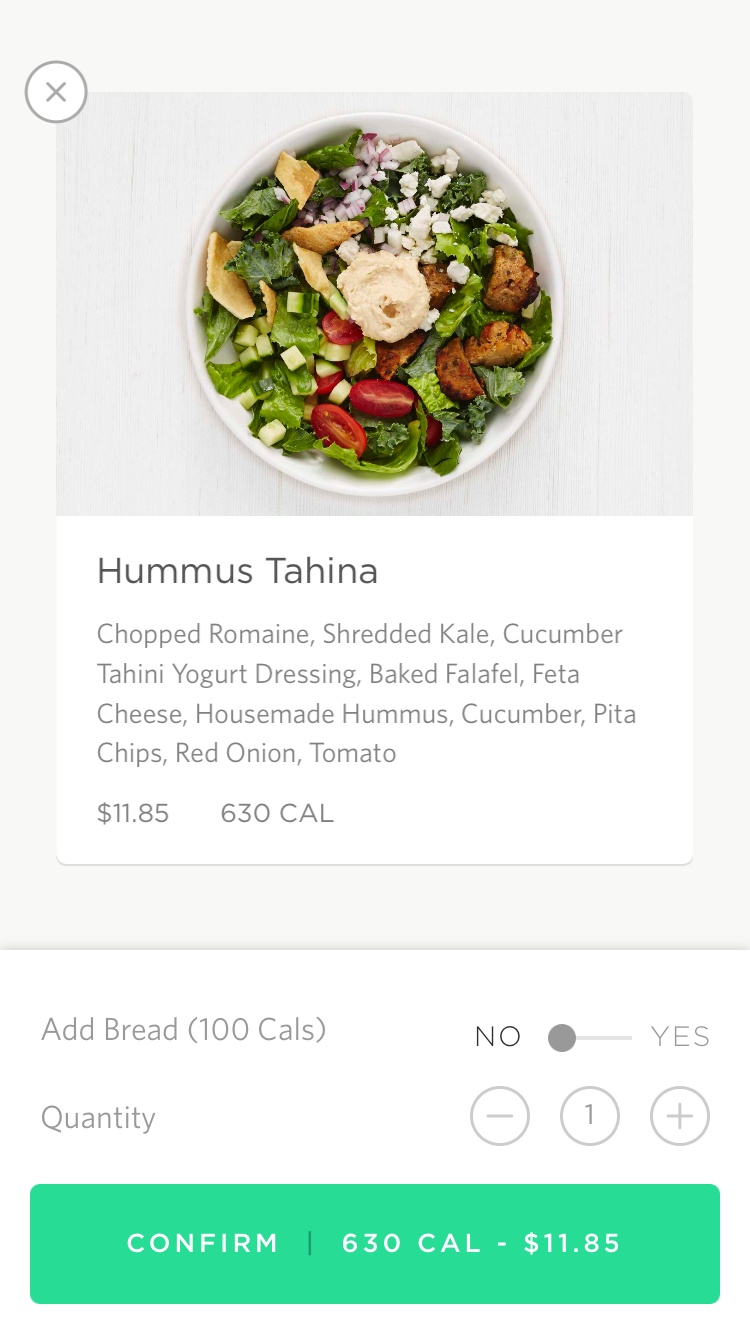 Hummus Tahina
Chopped Romaine, Shredded Kale, Cucumber
Tahini Yogurt Dressing, Baked Falafel, Feta
Cheese, Housemade Hummus, Cucumber, Pita
Chips, Red Onion, Tomato
$11.85 630 CAL
Add Bread (100 Cals) NO YES
Quantity 1
CONFIRM | 630 CAL - $11.85